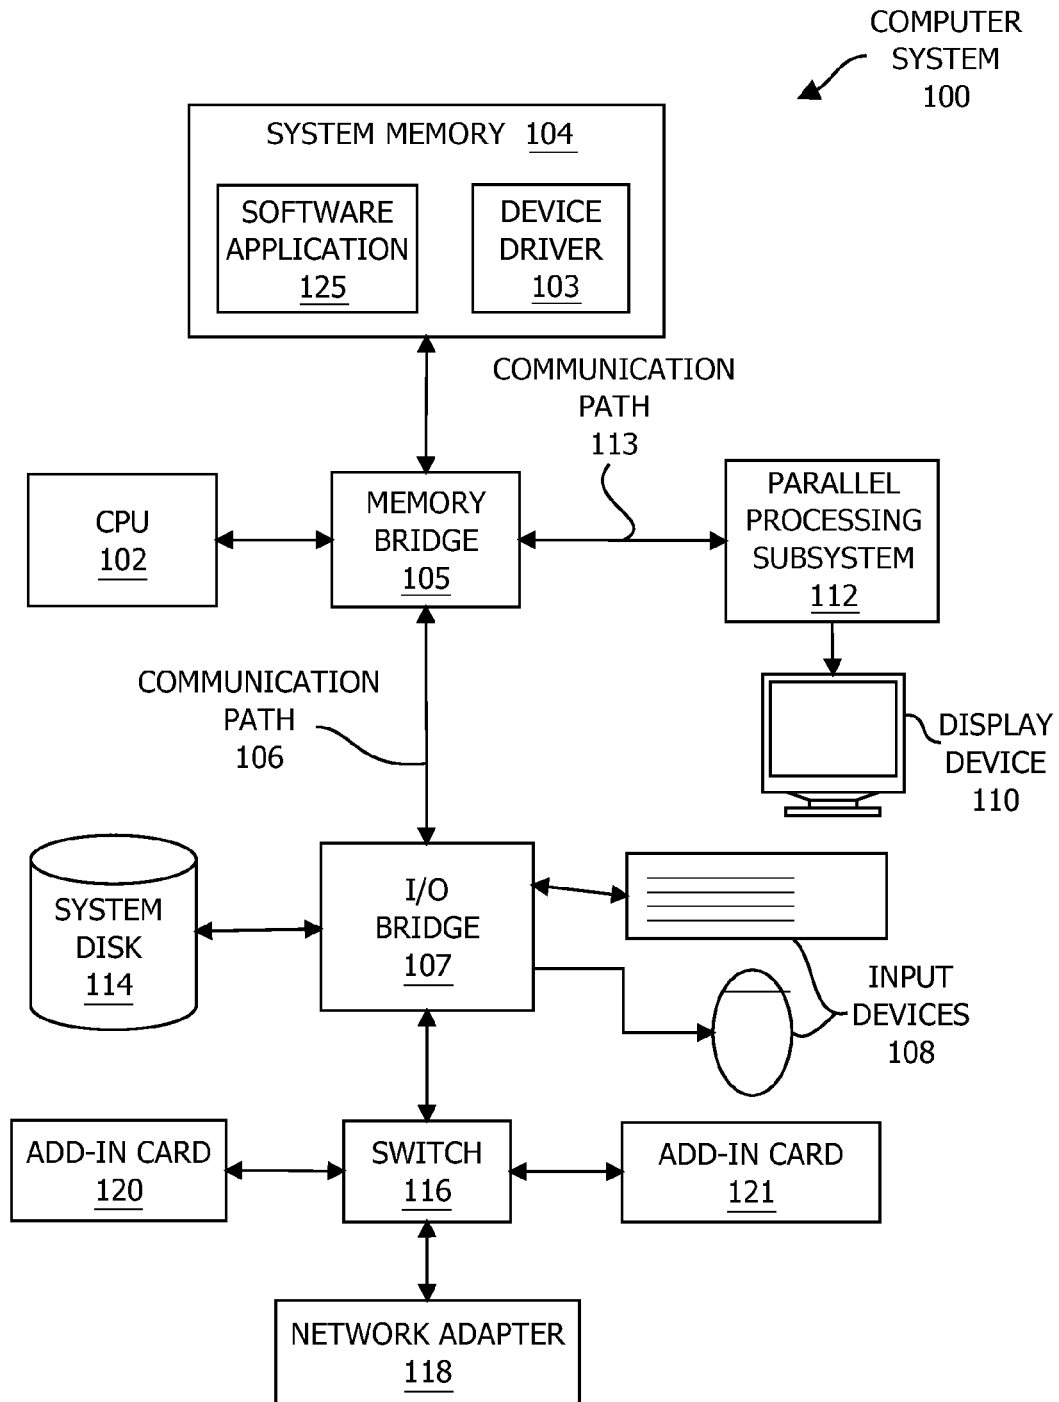 COMPUTER
SYSTEM
100
SYSTEM MEMORY 104
SOFTWARE
APPLICATION
125
DEVICE
DRIVER
103
COMMUNICATION
PATH
113
CPU
102
MEMORY
BRIDGE
105
PARALLEL
PROCESSING
SUBSYSTEM
112
COMMUNICATION
PATH
106
DISPLAY
DEVICE
110
SYSTEM
DISK
114
I/O
BRIDGE
107
INPUT
DEVICES
108
ADD-IN CARD
120
SWITCH
116
ADD-IN CARD
121
NETWORK ADAPTER
118